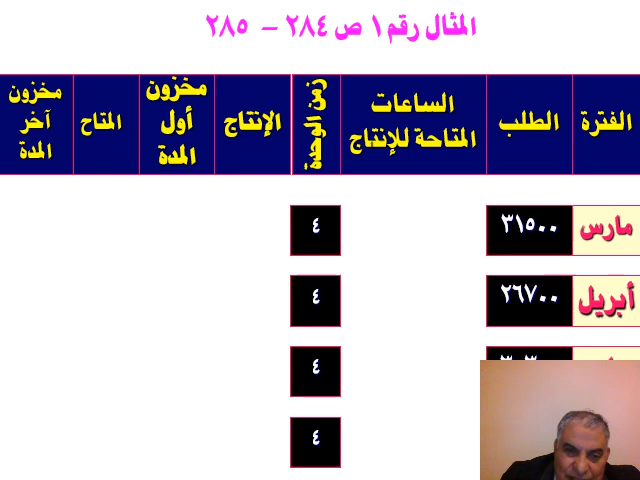 المثال رقم ١ ص ٢٨٤ – ٢٨٥
الفترة
الطلب
الساعات المتاحة للإنتاج
زمن الوحدة
الإنتاج
مخزون أول المدة
المتاح
مخزون آخر المدة
مارس ٣١٥٠٠ ٤
أبريل ٢٦٧٠٠ ٤
٤
٤